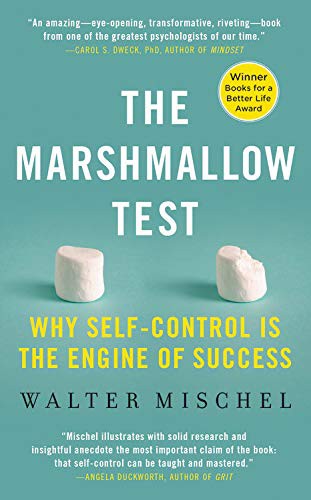 “An amazing—eye-opening, transformative, riveting—book
from one of the greatest psychologists of our time.”
—CAROL S. DWECK, PhD, AUTHOR OF MINDSET
Winner
Books for a
Better Life
Award
THE
MARSHMALLOW
TEST
WHY SELF-CONTROL IS
THE ENGINE OF SUCCESS
WALTER MISCHEL
“Mischel illustrates with solid research and
insightful anecdote the most important claim of the book:
that self-control can be taught and mastered.”
—ANGELA DUCKWORTH, AUTHOR OF GRIT